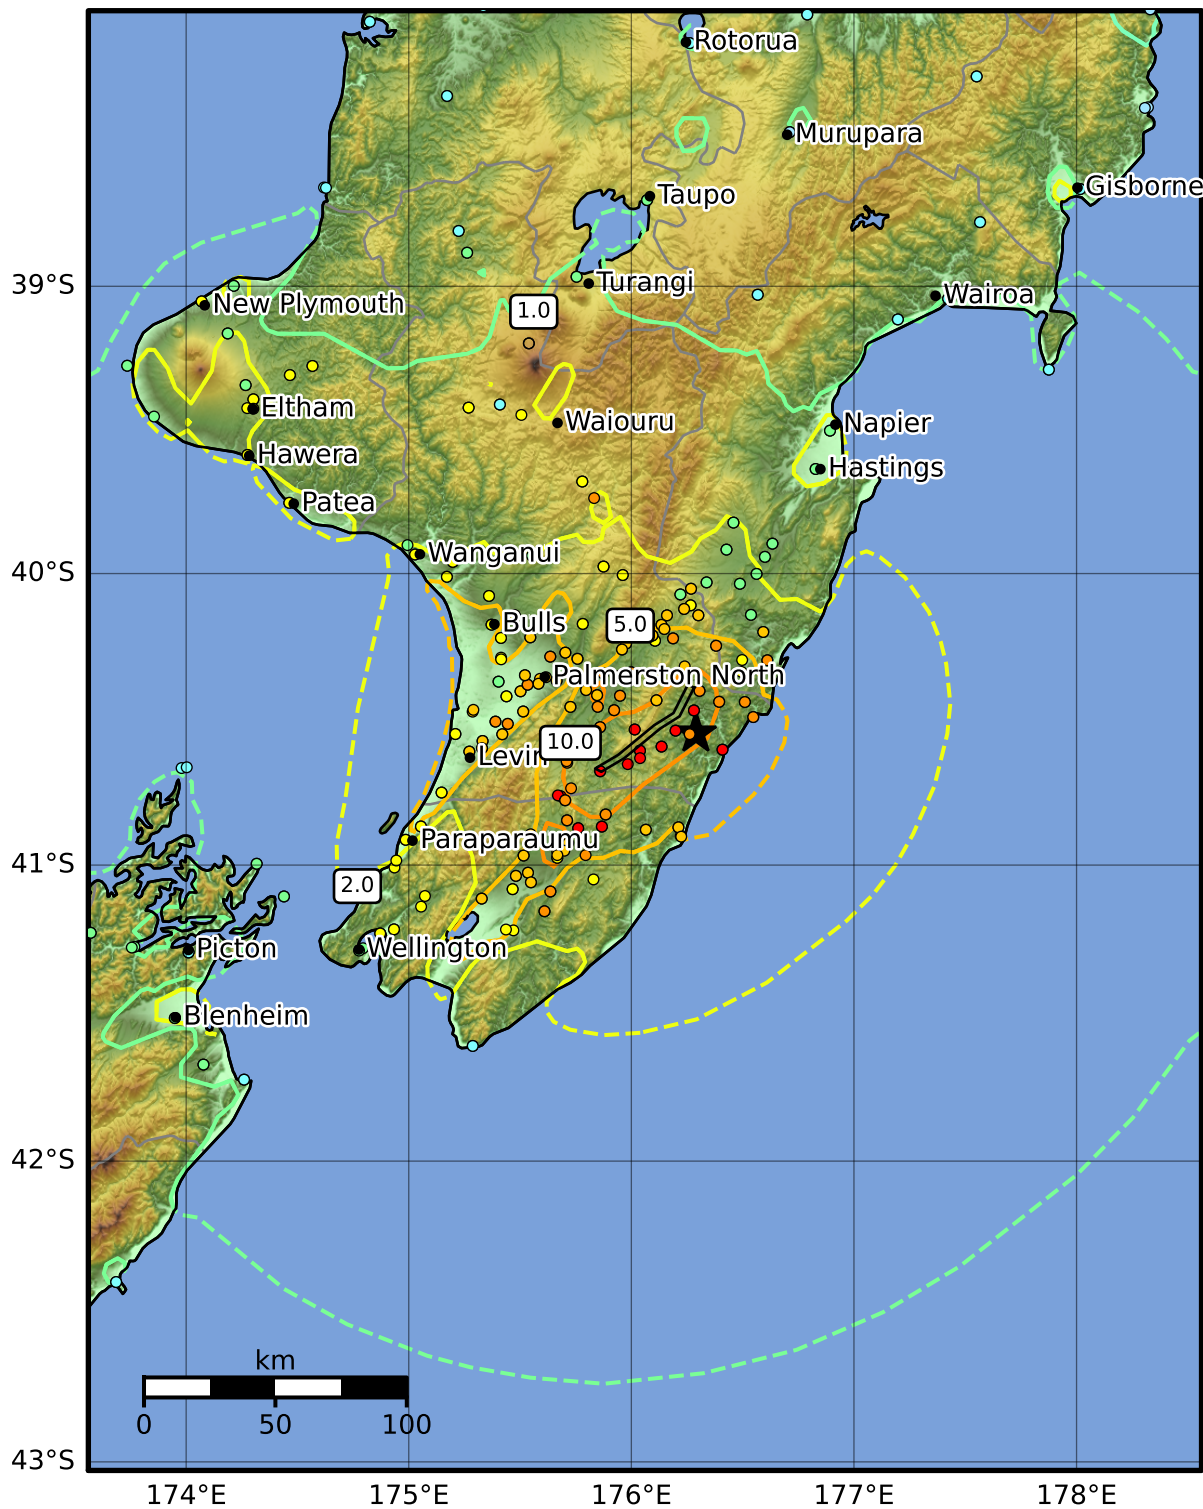 Rotorua
Murupara
Gisborne
Taupo
39°S
Turangi
Wairoa
New Plymouth
1.0
Eltham
Waiouru
Napier
Hawera
Hastings
Patea
Wanganui
40°S
Bulls
5.0
Palmerston North
10.0
Levin
Paraparaumu
41°S
2.0
Picton
Wellington
Blenheim
42°S
km
0 50 100
43°S
174°E 175°E 176°E 177°E 178°E